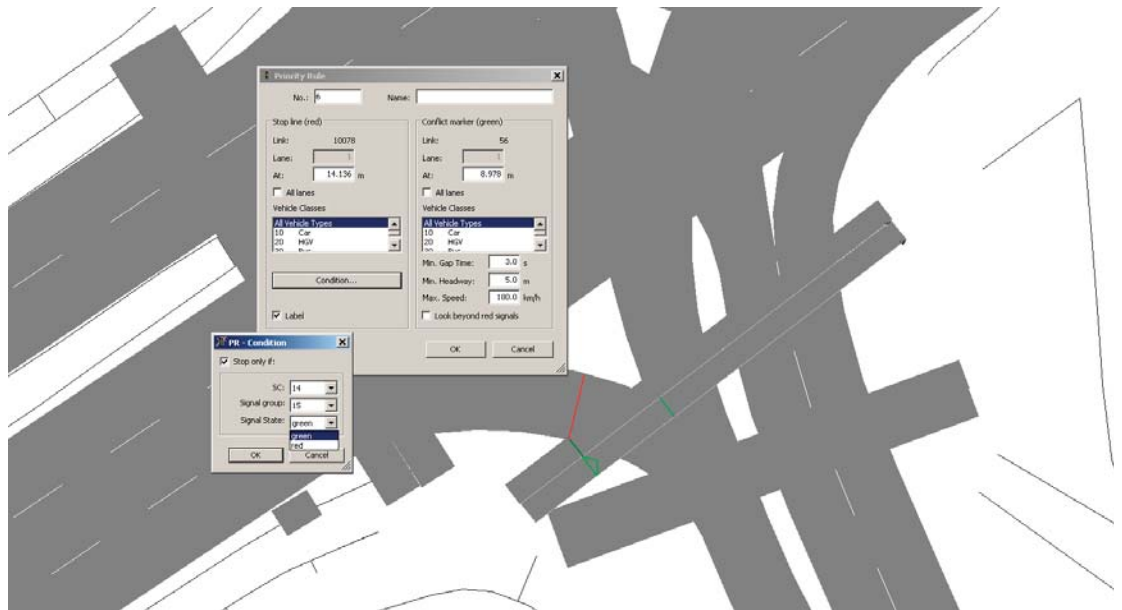 Priority Rule
No.: 6 Name:
Stop line (red)
Link: 10078
Lane: 1
At: 14.136 m
All lanes
Vehicle Classes
All Vehicle Types
10 Car
20 HGV
Condition...
Label
Conflict marker (green)
Link: 56
Lane: 1
At: 8.978 m
All lanes
Vehicle Classes
All Vehicle Types
10 Car
20 HGV
Min. Gap Time: 3.0 s
Min. Headway: 5.0 m
Max. Speed: 180.0 km/h
Look beyond red signals
OK Cancel
PR - Condition
Stop only if:
SC: 14
Signal group: 15
Signal State: green
green
red
OK Cancel